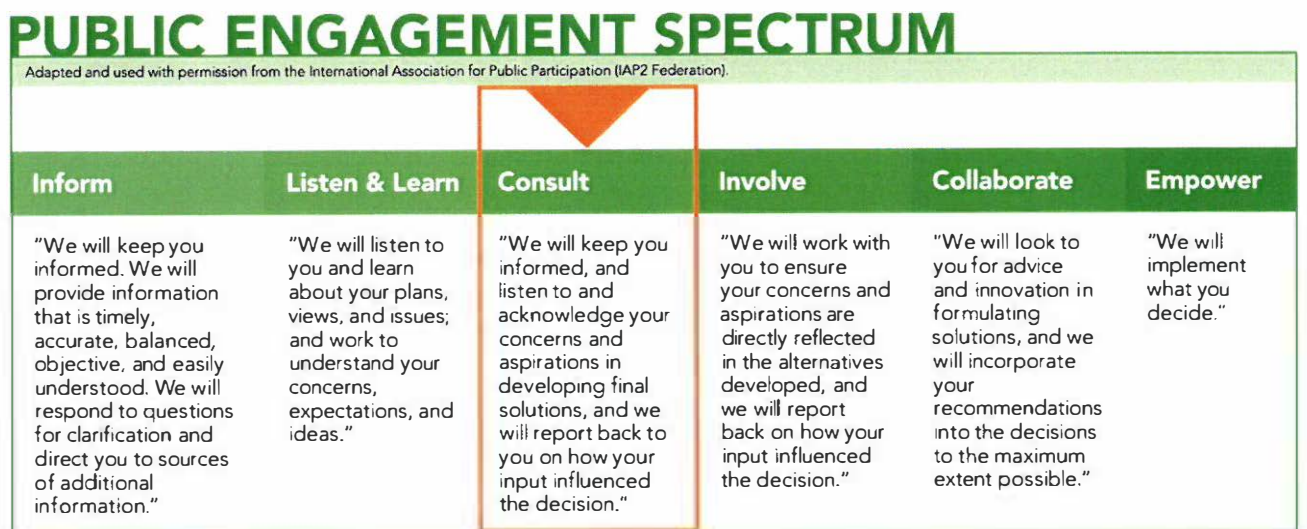 PUBLIC ENGAGEMENT SPECTRUM
Adapted and used with permission from the International Association for Public Participation (IAP2 Federation).
Inform
"We will keep you
informed. We will
provide information
that is timely,
accurate, balanced,
objective, and easily
understood. We will
respond to questions
for clarification and
direct you to sources
of additional
information."
Listen & Learn
"We will listen to
you and learn
about your plans,
views, and issues;
and work to
understand your
concerns,
expectations, and
ideas."
Consult
"We will keep you
informed, and
listen to and
acknowledge your
concerns and
aspirations in
developing final
solutions, and we
will report back to
you on how your
input influenced
the decision."
Involve
"We will work with
you to ensure
your concerns and
aspirations are
directly reflected
in the alternatives
developed, and
we will report
back on how your
input influenced
the decision."
Collaborate
"We will look to
you for advice
and innovation in
formulating
solutions, and we
will incorporate
your
recommendations
into the decisions
to the maximum
extent possible."
Empower
"We will
implement
what you
decide."